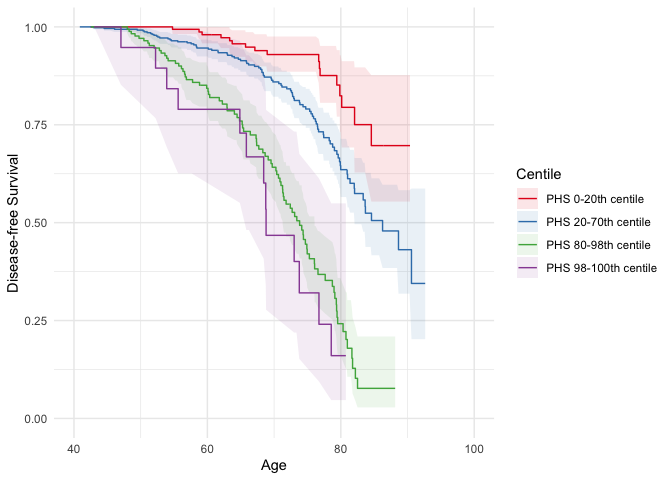 1.00
0.75
0.50
0.25
0.00
Disease-free Survival
40
60
80
100
Age
Centile
PHS 0-20th centile
PHS 20-70th centile
PHS 80-98th centile
PHS 98-100th centile